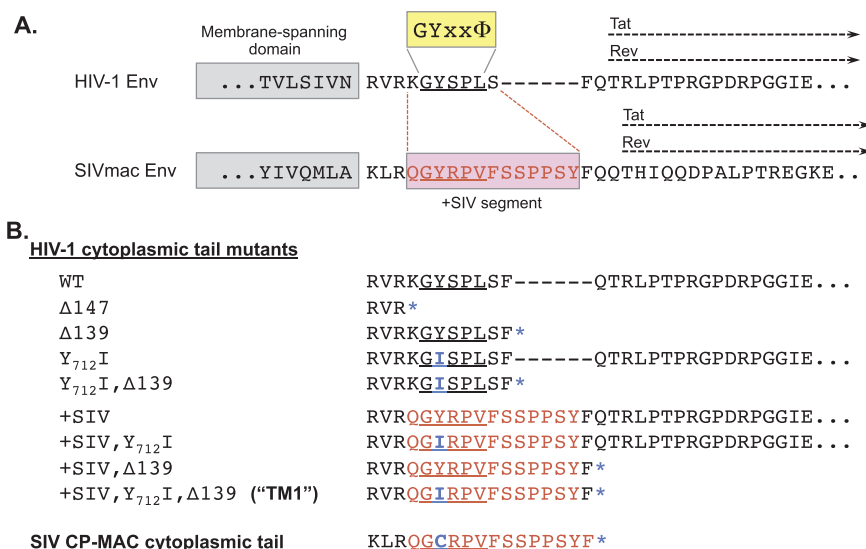 A.
Membrane-spanning
domain
GYxxΦ
Tat
Rev
HIV-1 Env ...TVLSIVN RVRKGYSPLS------FQTRLPTPRGPDRPGGIE...
Tat
Rev
SIVmac Env ...YIVQMLA KLRQGYRPVFSSPPSYFQQTHIQQDPALPTREGKE...
+SIV segment
B.
HIV-1 cytoplasmic tail mutants
WT RVRKGYSPLSF------QTRLPTPRGPDRPGGIE...
Δ147 RVR*
Δ139 RVRKGYSPLSF*
Y712I RVRKGISPLSF------QTRLPTPRGPDRPGGIE...
Y712I,Δ139 RVRKGISPLSF*
+SIV RVRQGYRPVFSSPPSYFQTRLPTPRGPDRPGGIE...
+SIV,Y712I RVRQGIRPVFSSPPSYFQTRLPTPRGPDRPGGIE...
+SIV,Δ139 RVRQGYRPVFSSPPSYF*
+SIV,Y712I,Δ139 ("TM1") RVRQGIRPVFSSPPSYF*
SIV CP-MAC cytoplasmic tail KLRQGCRPVFSSPPSYF*